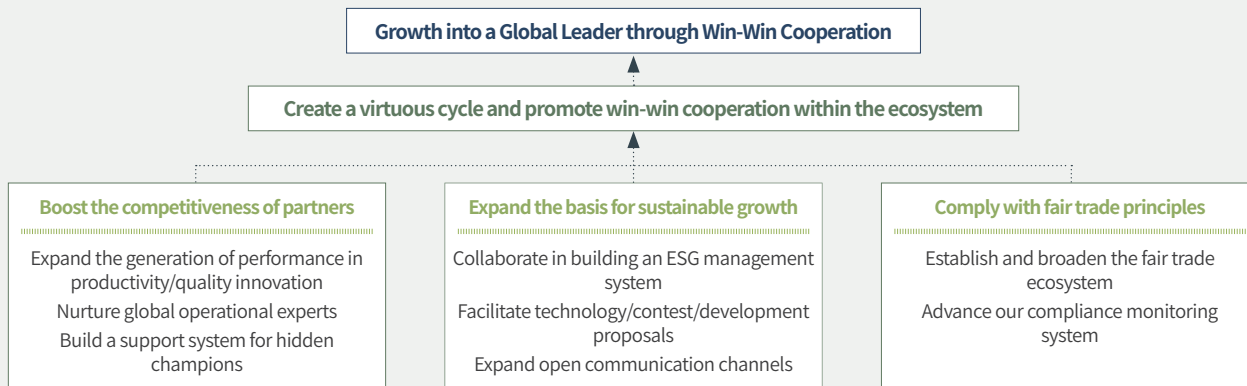 Growth into a Global Leader through Win-Win Cooperation
Create a virtuous cycle and promote win-win cooperation within the ecosystem
Boost the competitiveness of partners
Expand the generation of performance in
productivity/quality innovation
Nurture global operational experts
Build a support system for hidden
champions
Expand the basis for sustainable growth
Collaborate in building an ESG management
system
Facilitate technology/contest/development
proposals
Expand open communication channels
Comply with fair trade principles
Establish and broaden the fair trade
ecosystem
Advance our compliance monitoring
system